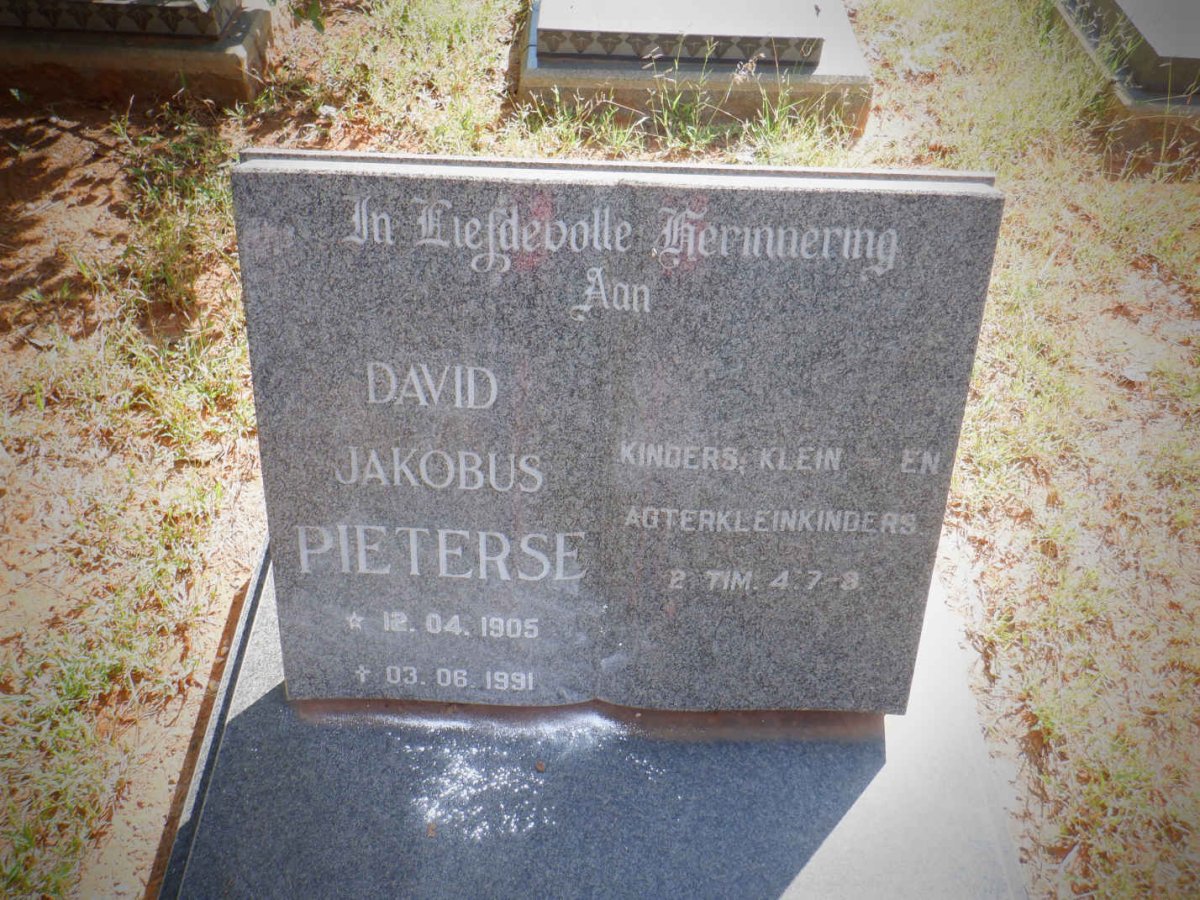 In Liefdevolle Herinnering
Aan
DAVID
JAKOBUS
PIETERSE
☆ 12. 04. 1905
✝ 03. 06. 1991
KINDERS, KLEIN - EN
AGTERKLEINKINDERS.
2 TIM. 4 7-8